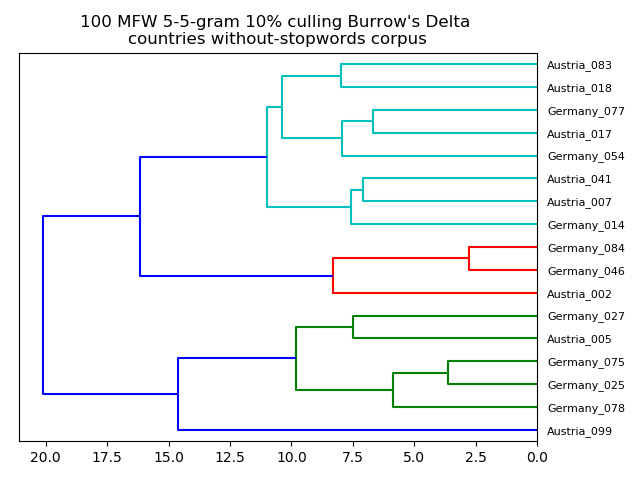 100 MFW 5-5-gram 10% culling Burrow's Delta
countries without-stopwords corpus
Austria_083
Austria_018
Germany_077
Austria_017
Germany_054
Austria_041
Austria_007
Germany_014
Germany_084
Germany_046
Austria_002
Germany_027
Austria_005
Germany_075
Germany_025
Germany_078
Austria_099
20.0 17.5 15.0 12.5 10.0 7.5 5.0 2.5 0.0